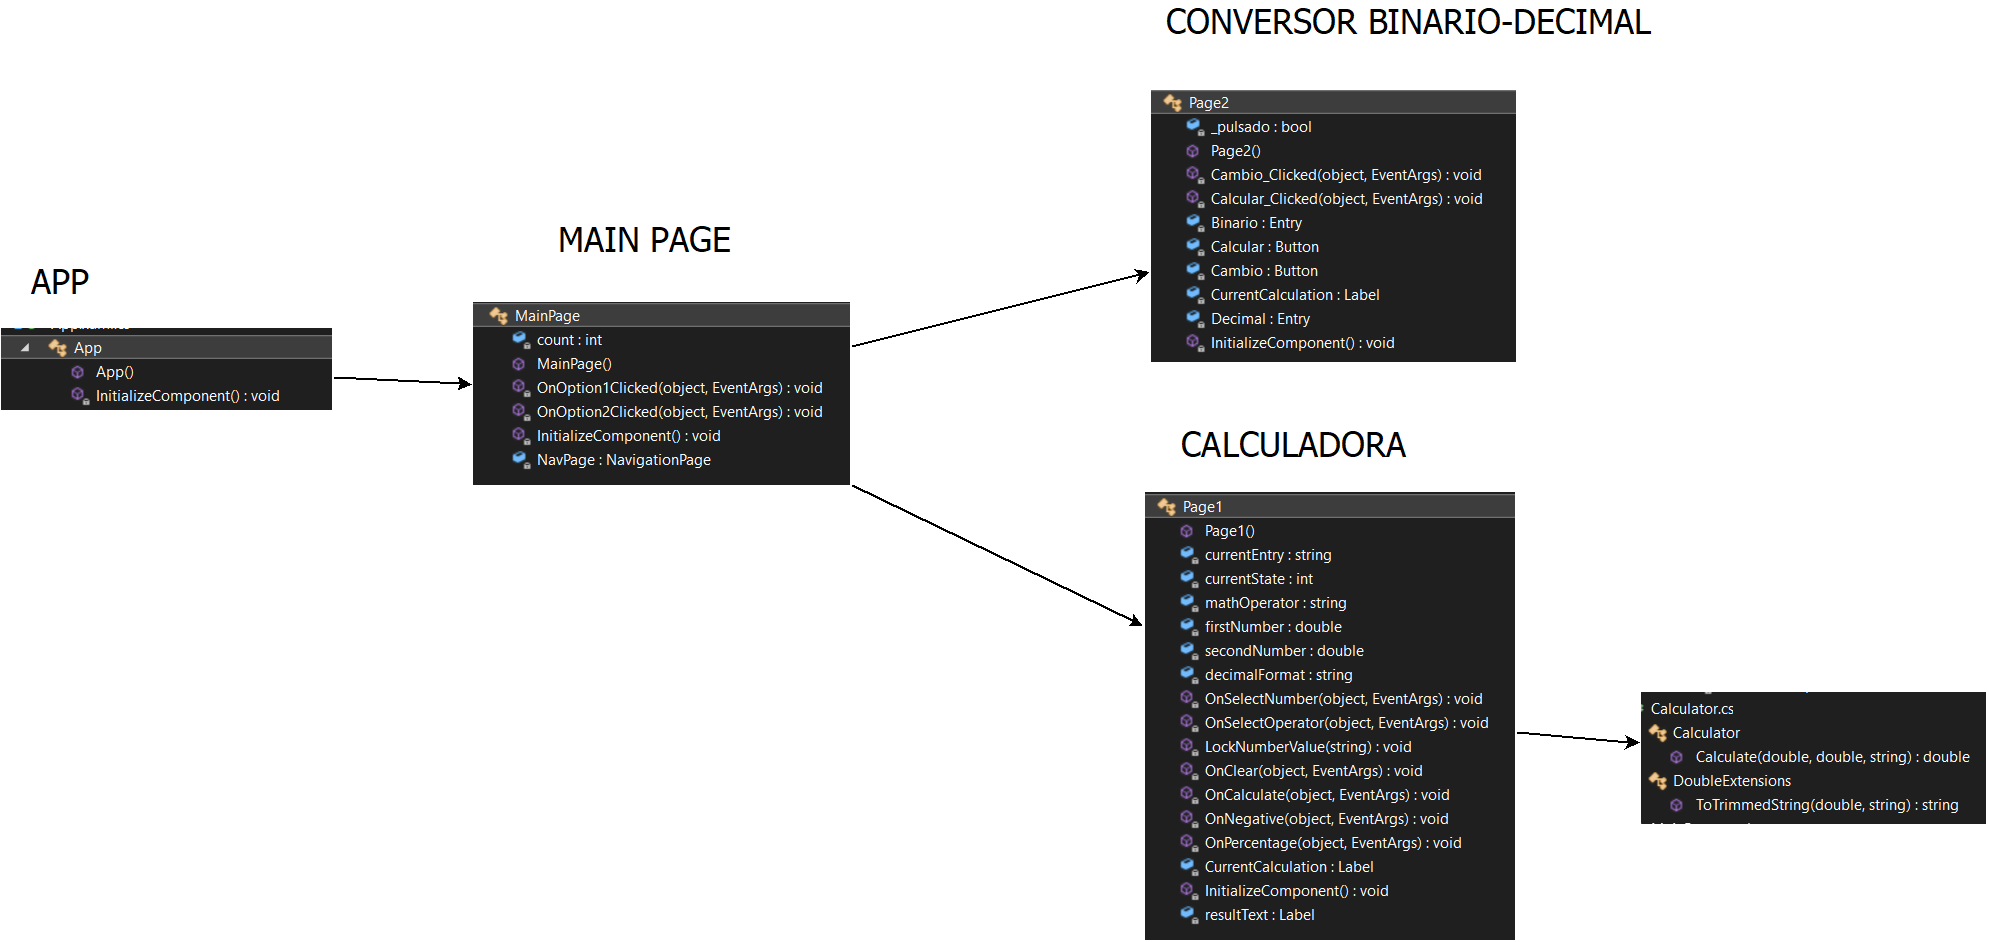 CONVERSOR BINARIO-DECIMAL
Page2
_pulsado : bool
Page2()
Cambio_Clicked(object, EventArgs) : void
Calcular_Clicked(object, EventArgs) : void
Binario : Entry
Calcular : Button
Cambio : Button
CurrentCalculation : Label
Decimal : Entry
InitializeComponent() : void
MAIN PAGE
MainPage
count : int
MainPage()
OnOption1Clicked(object, EventArgs) : void
OnOption2Clicked(object, EventArgs) : void
InitializeComponent() : void
NavPage : NavigationPage
APP
App
App()
InitializeComponent() : void
CALCULADORA
Page1
Page1()
currentEntry : string
currentState : int
mathOperator : string
firstNumber : double
secondNumber : double
decimalFormat : string
OnSelectNumber(object, EventArgs) : void
OnSelectOperator(object, EventArgs) : void
LockNumberValue(string) : void
OnClear(object, EventArgs) : void
OnCalculate(object, EventArgs) : void
OnNegative(object, EventArgs) : void
OnPercentage(object, EventArgs) : void
CurrentCalculation : Label
InitializeComponent() : void
resultText : Label
Calculator.cs
Calculator
Calculate(double, double, string) : double
DoubleExtensions
ToTrimmedString(double, string) : string